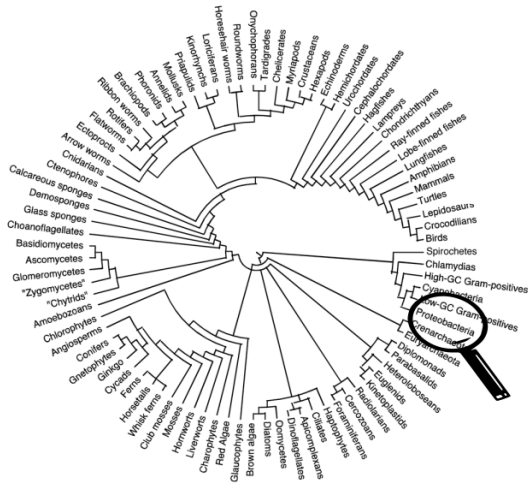 Onychophorans
Tardigrades
Chelicerates
Myriapods
Crustaceans
Hexapods
Echinoderms
Hemichordates
Urochordates
Cephalochordates
Hagfishes
Lampreys
Chondrichthyan
Ray-finned fishes
Lobe-finned fishes
Lungfishes
Amphibians
Mammals
Turtles
Lepidosaurs
Crocodilians
Birds
Spirochetes
Chlamydias
High-GC Gram-positives
Cyanobacteria
Low-GC Gram-positives
Proteobacteria
Crenarchaeota
Euryarchaeota
Diplomonads
Parabasalids
Heteroloboseans
Euglenids
Kinetoplastids
Radiolarians
Cercozoans
Foraminiferans
Haptophytes
Ciliates
Apicomplexans
Dinoflagellates
Oomycetes
Diatoms
Brown algae
Glaucophytes
Red Algae
Charophytes
Liverworts
Hornworts
Mosses
Club mosses
Whisk ferns
Horsetails
Ferns
Cycads
Ginkgo
Gnetophytes
Conifers
Angiosperms
Chlorophytes
Amoebozoans
"Chytrids"
"Zygomycetes"
Glomeromycetes
Ascomycetes
Basidiomycetes
Choanoflagellates
Glass sponges
Demosponges
Calcareous sponges
Ctenophores
Cnidarians
Arrow worms
Ectoprocts
Flatworms
Rotifers
Ribbon worms
Brachiopods
Phoronids
Annelids
Mollusks
Priapulids
Kinorhynchs
Loriciferans
Horesehair worms
Roundworms